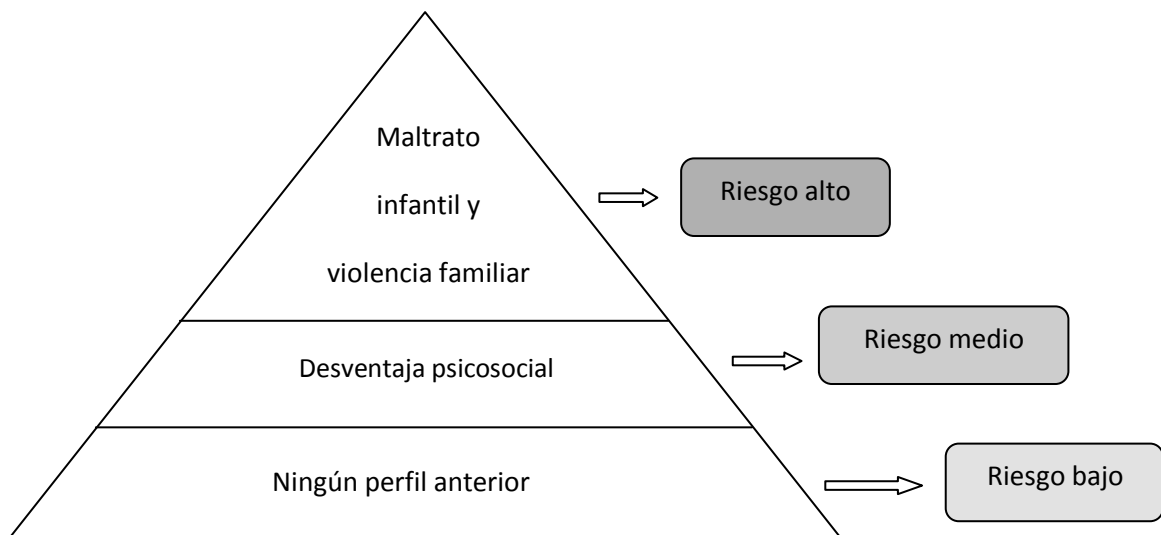 Maltrato
infantil y
violencia familiar
Riesgo alto
Desventaja psicosocial
Riesgo medio
Ningún perfil anterior
Riesgo bajo